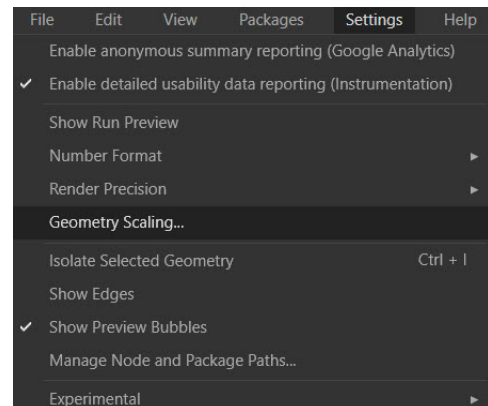 File Edit View Packages Settings Help
Enable anonymous summary reporting (Google Analytics)
Enable detailed usability data reporting (Instrumentation)
Show Run Preview
Number Format
Render Precision
Geometry Scaling...
Isolate Selected Geometry Ctrl + I
Show Edges
Show Preview Bubbles
Manage Node and Package Paths...
Experimental